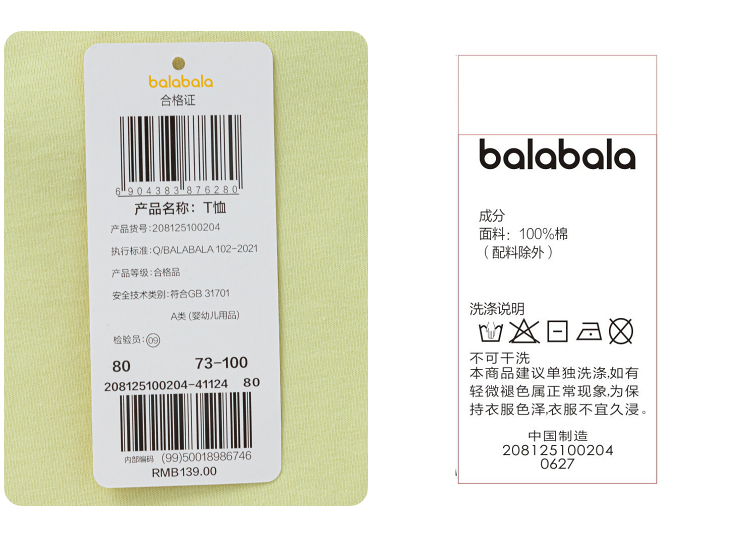 balabala
合格证
6 904383 876280
产品名称: T恤
产品货号:208125100204
执行标准:Q/BALABALA 102-2021
产品等级:合格品
安全技术类别:符合GB 31701
A类 (婴幼儿用品)
检验员: 09
80 73-100
208125100204-41124 80
内部编码 (99)50018986746
RMB139.00
balabala
成分
面料: 100%棉
(配料除外)
洗涤说明
不可干洗
本商品建议单独洗涤,如有
轻微褪色属正常现象,为保
持衣服色泽,衣服不宜久浸。
中国制造
208125100204
0627